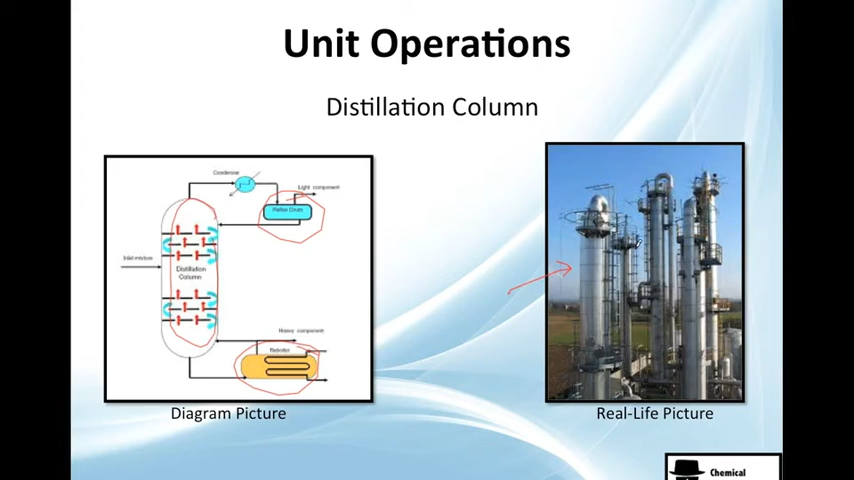 Unit Operations
Distillation Column
Condenser
Light component
Reflux Drum
Inlet mixture
Distillation
Column
Heavy component
Reboiler
Diagram Picture
Real-Life Picture
Chemical